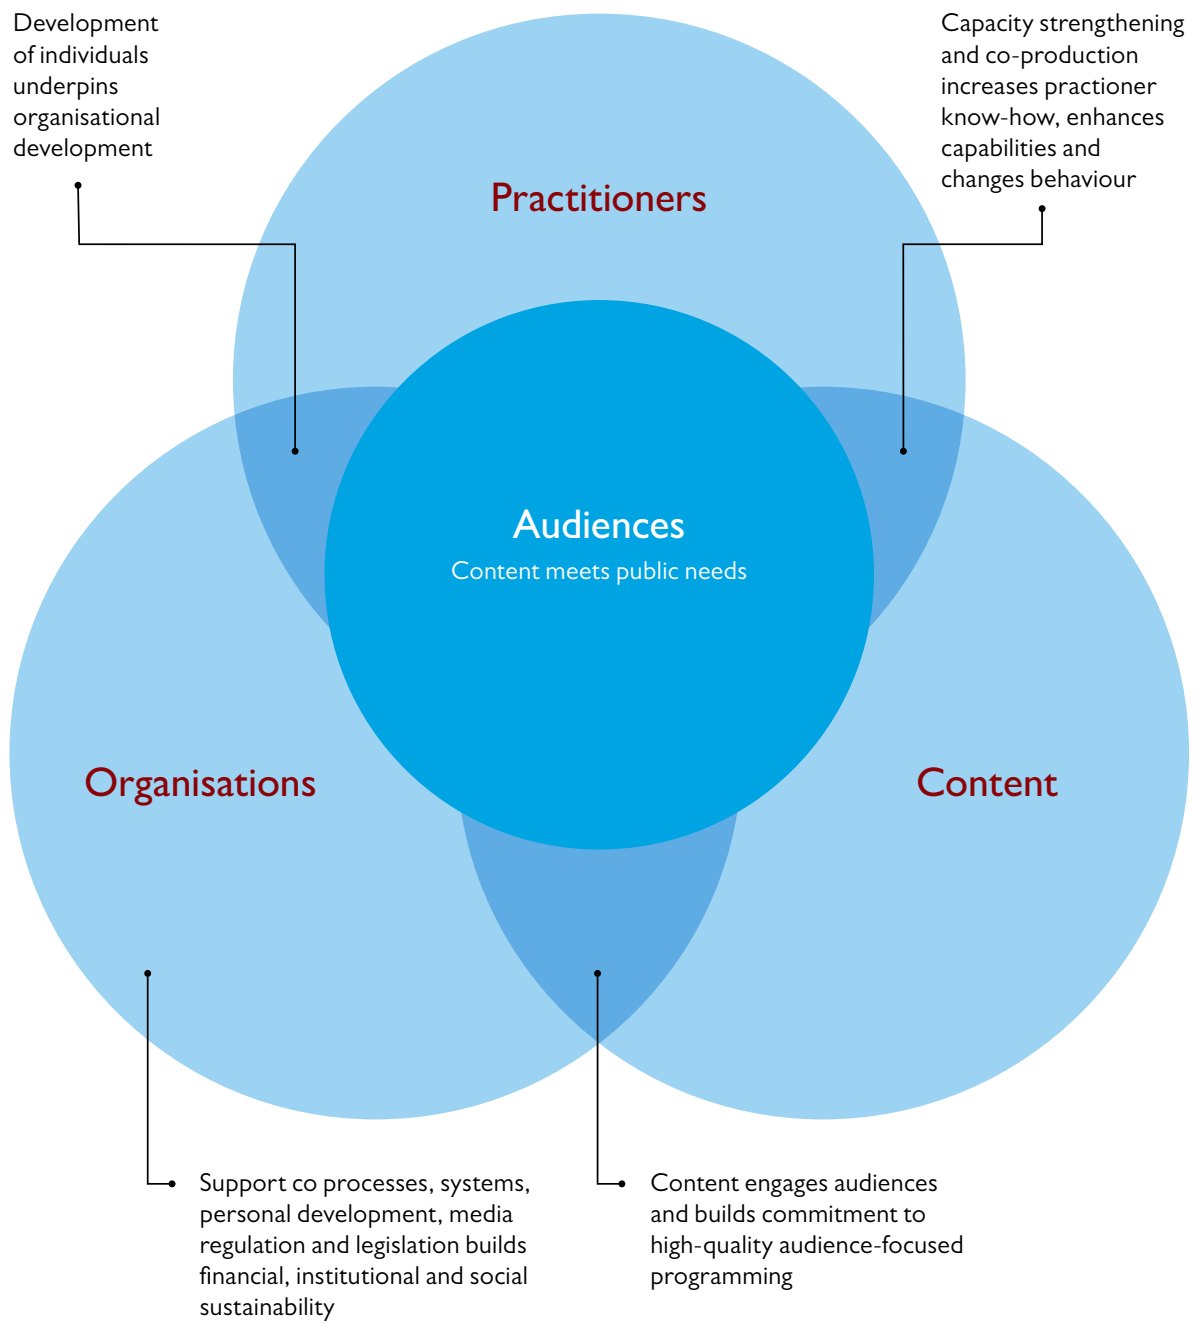 Development
of individuals
underpins
organisational
development
Capacity strengthening
and co-production
increases practioner
know-how, enhances
capabilities and
changes behaviour
Practitioners
Audiences
Content meets public needs
Organisations
Content
Support co processes, systems,
personal development, media
regulation and legislation builds
financial, institutional and social
sustainability
Content engages audiences
and builds commitment to
high-quality audience-focused
programming